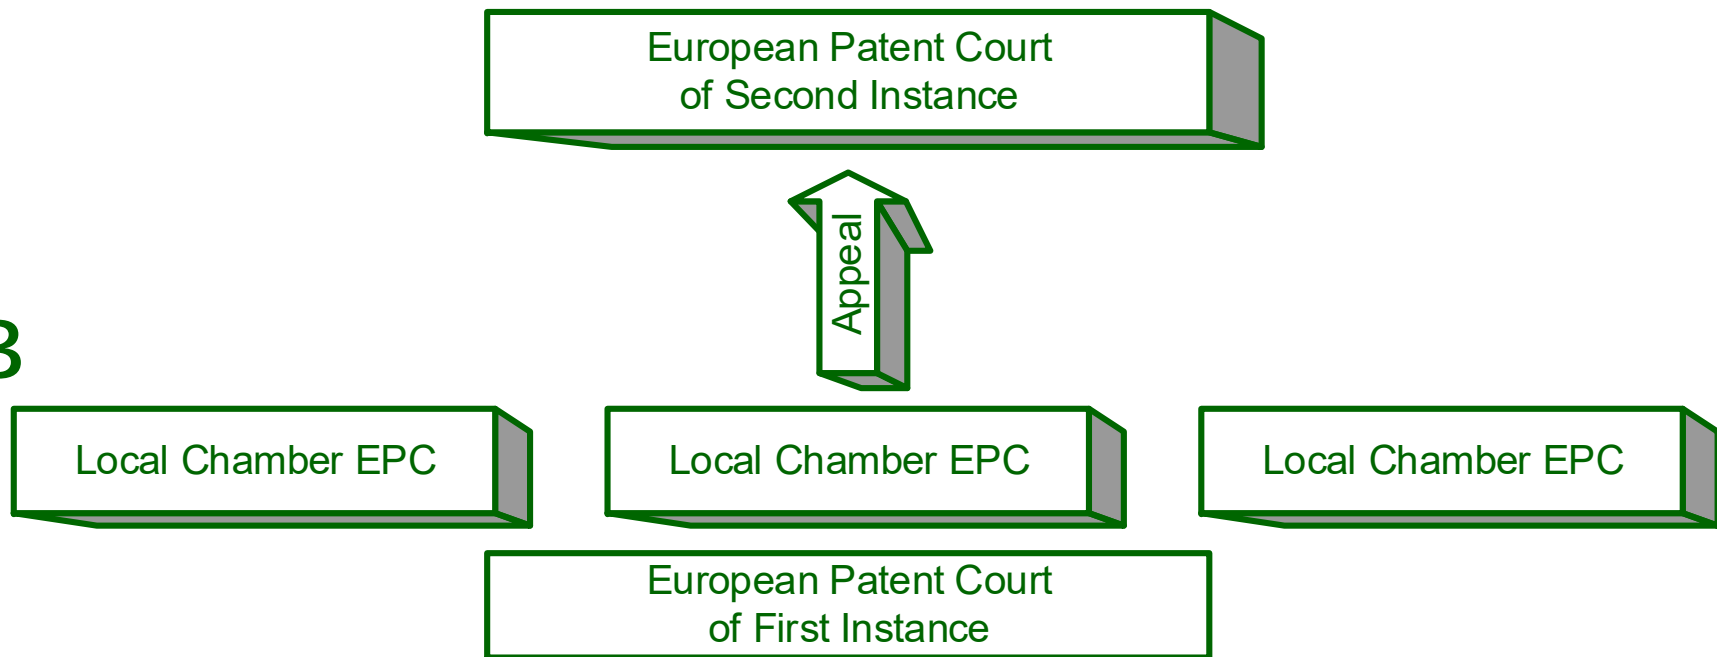 European Patent Court
of Second Instance
Appeal
Local Chamber EPC
Local Chamber EPC
Local Chamber EPC
European Patent Court
of First Instance